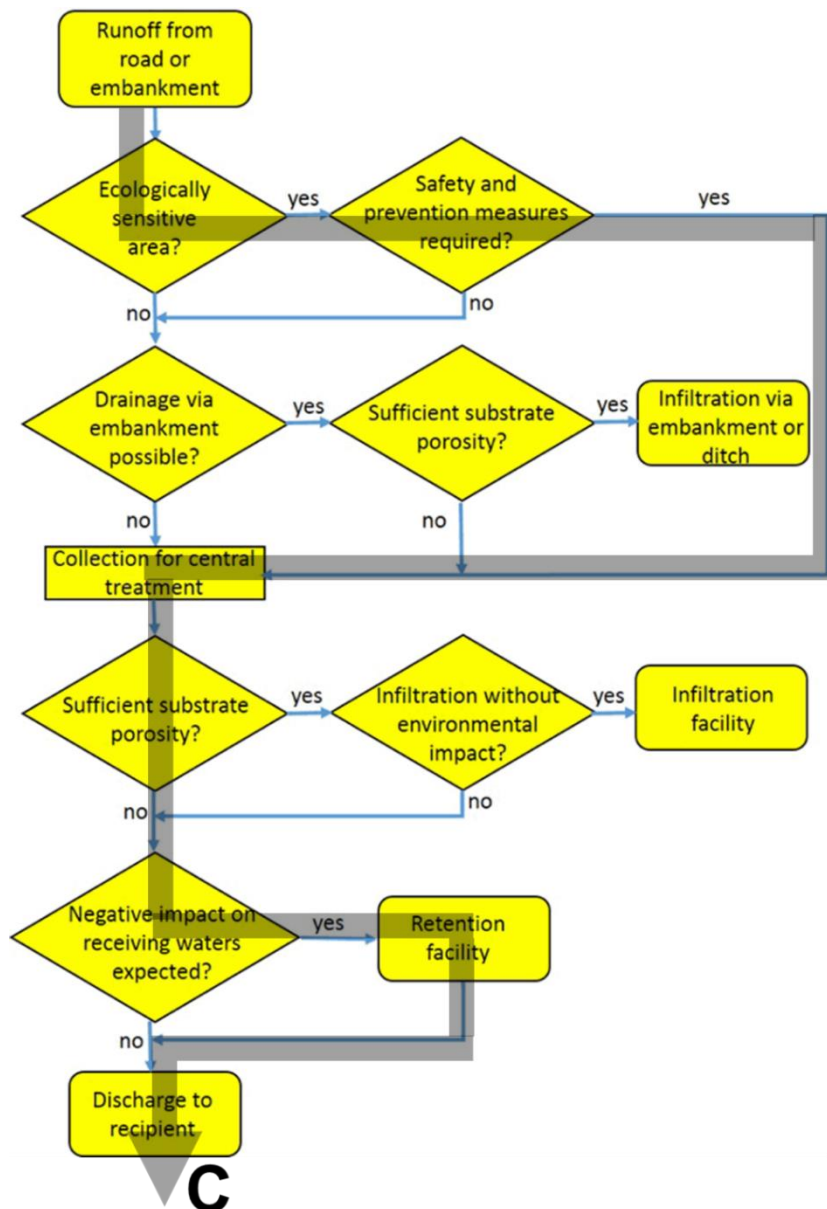 Runoff from
road or
embankment
Ecologically
sensitive
area?
yes
Safety and
prevention measures
required?
yes
no
no
Drainage via
embankment
possible?
yes
Sufficient substrate
porosity?
yes
Infiltration via
embankment or
ditch
no
no
Collection for central
treatment
Sufficient substrate
porosity?
yes
Infiltration without
environmental
impact?
yes
Infiltration
facility
no
no
Negative impact on
receiving waters
expected?
yes
Retention
facility
no
Discharge to
recipient
C